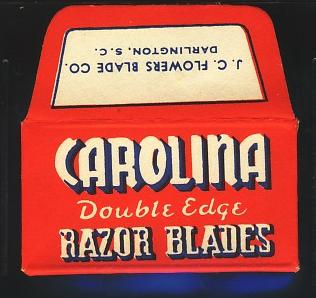 J. C. FLOWERS BLADE CO.
DARLINGTON, S. C.
CAROLINA
Double Edge
RAZOR BLADES